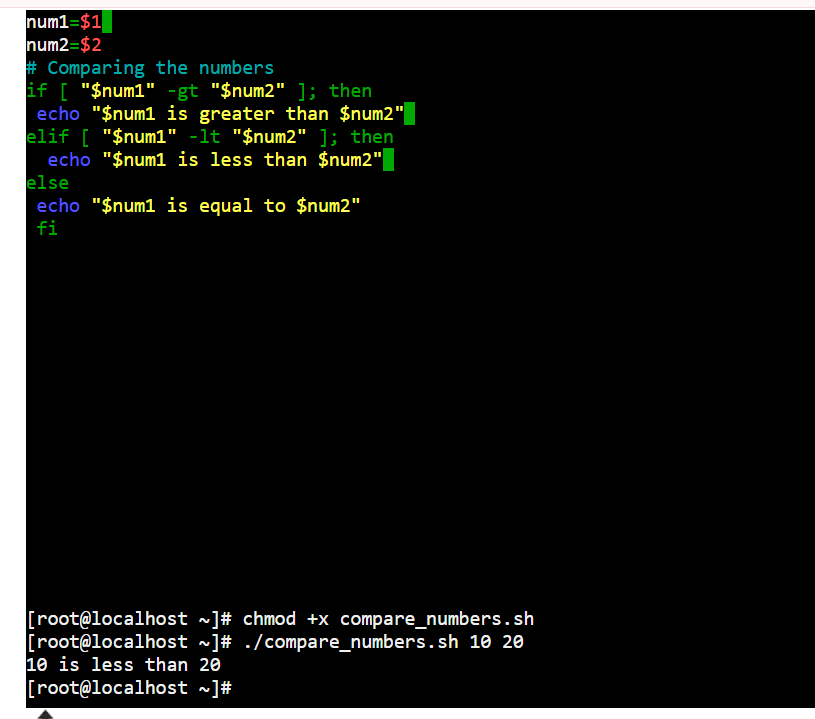 num1=$1
num2=$2
# Comparing the numbers
if [ "$num1" -gt "$num2" ]; then
 echo "$num1 is greater than $num2"
elif [ "$num1" -lt "$num2" ]; then
  echo "$num1 is less than $num2"
else
 echo "$num1 is equal to $num2"
 fi
[root@localhost ~]# chmod +x compare_numbers.sh
[root@localhost ~]# ./compare_numbers.sh 10 20
10 is less than 20
[root@localhost ~]#